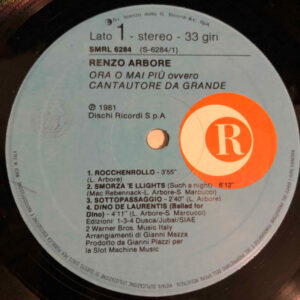 Lato 1 - stereo - 33 giri
SMRL 6284 (S-6284/1)
RENZO ARBORE
ORA O MAI PIÙ ovvero
CANTAUTORE DA GRANDE
℗ 1981
Dischi Ricordi S.p.A.
R
1. ROCCHENROLLO - 3'55"
(L. Arbore)
2. SMORZA 'E LLIGHTS (Such a night) - 6'12"
(Mac Rebennack-L. Arbore-S-Marcucci)
3. SOTTOPASSAGGIO - 2'40" (L. Arbore)
4. DINO DE LAURENTIS (Ballad for
Dino) - 4'11" (L. Arbore-S-Marcucci)
Edizioni: 1-3-4 Dusca/Jubal/SIAE
2 Warner Bros. Music Italy
Arrangiamenti di Gianni Mazza
Prodotto da Gianni Piazzi per
la Slot Machine Music